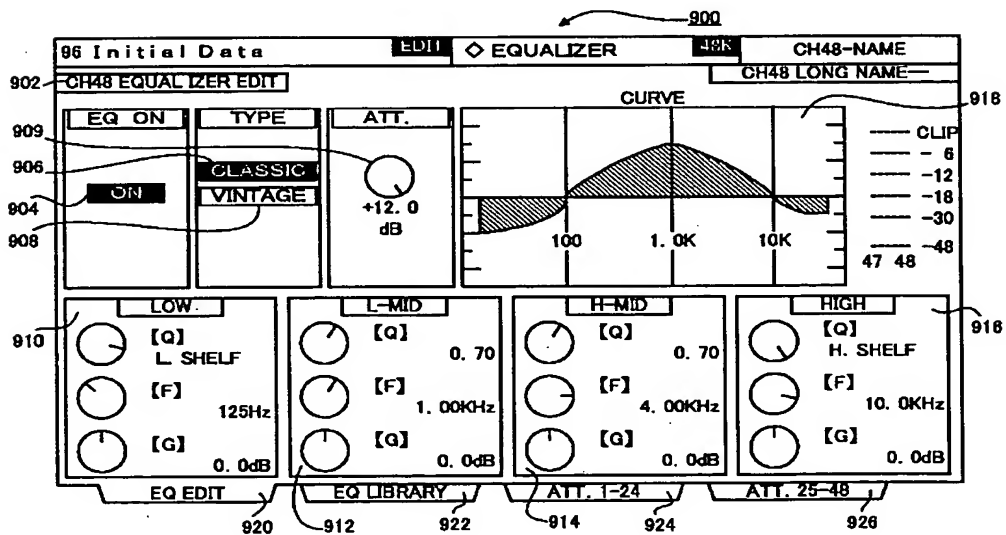 900
96 Initial Data EDIT ◇ EQUALIZER 48K CH48-NAME
902 CH48 EQUALIZER EDIT CH48 LONG NAME—
CURVE 918
909 EQ ON TYPE ATT.
CLIP
906 CLASSIC - 6
904 ON VINTAGE -12
908 +12.0 -18
dB -30
100 1.0K 10K -48
47 48
LOW L-MID H-MID HIGH
910 [Q] [Q] [Q] [Q] 916
L. SHELF 0.70 0.70 H. SHELF
[F] [F] [F] [F]
125Hz 1.00KHz 4.00KHz 10.0KHz
[G] [G] [G] [G]
0.0dB 0.0dB 0.0dB 0.0dB
EQ EDIT EQ LIBRARY ATT. 1-24 ATT. 25-48
920 912 922 914 924 926